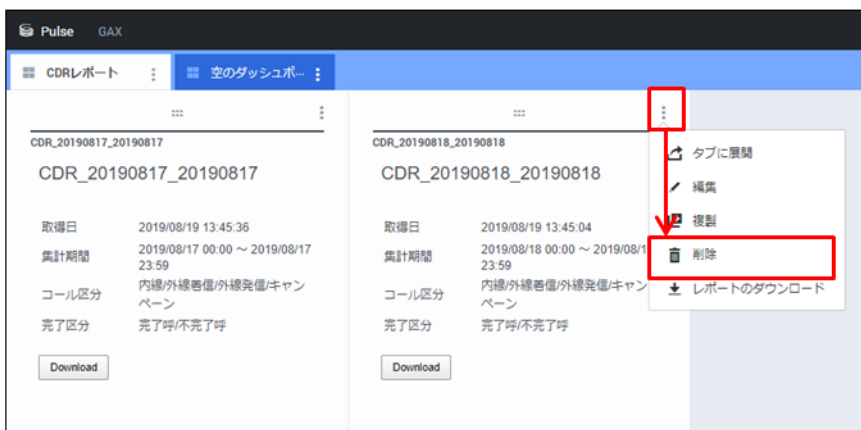 Pulse GAX
CDRレポート
空のダッシュボ...
CDR_20190817_20190817
CDR_20190817_20190817
取得日 2019/08/19 13:45:36
集計期間 2019/08/17 00:00 ～ 2019/08/17
23:59
コール区分 内線/外線着信/外線発信/キャン
ペーン
完了区分 完了呼/不完了呼
Download
CDR_20190818_20190818
CDR_20190818_20190818
取得日 2019/08/19 13:45:04
集計期間 2019/08/18 00:00 ～ 2019/08/1
23:59
コール区分 内線/外線着信/外線発信/キャン
ペーン
完了区分 完了呼/不完了呼
Download
タブに展開
編集
複製
削除
レポートのダウンロード